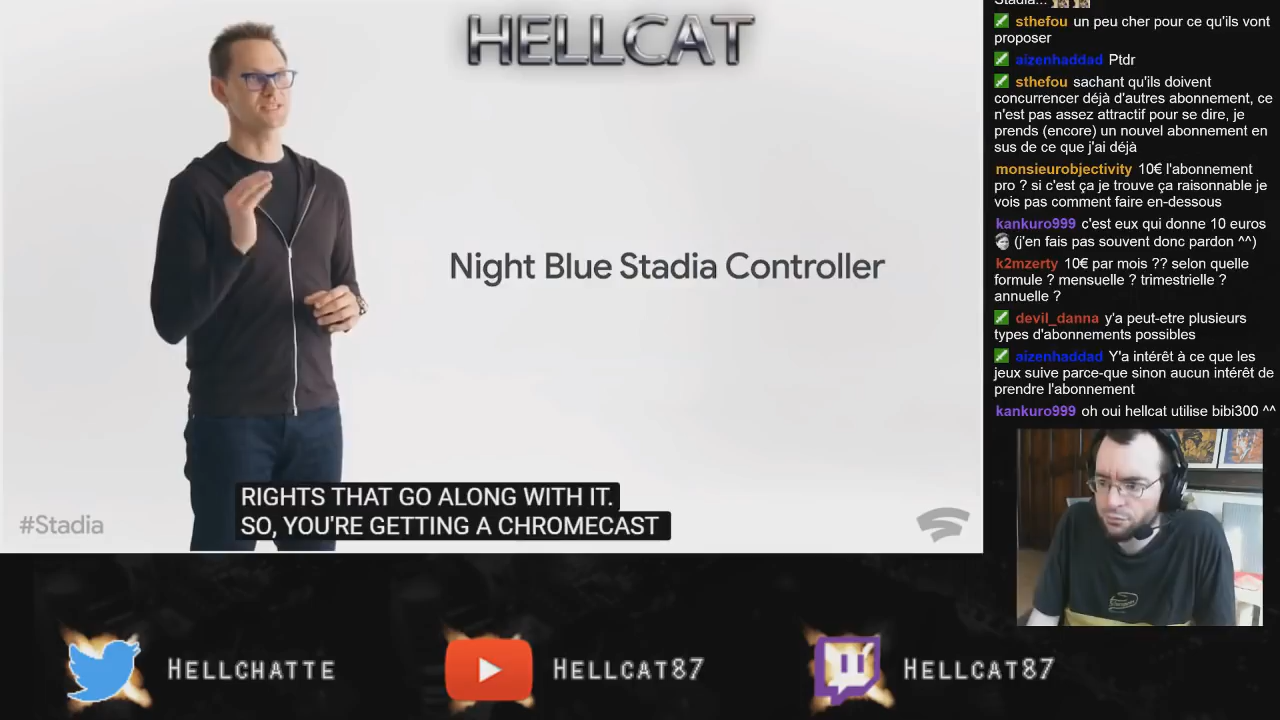 HELLCAT
Night Blue Stadia Controller
RIGHTS THAT GO ALONG WITH IT.
SO, YOU'RE GETTING A CHROMECAST
#Stadia
Stadia...
sthefou un peu cher pour ce qu'ils vont
proposer
aizenhaddad Ptdr
sthefou sachant qu'ils doivent
concurrencer déjà d'autres abonnement, ce
n'est pas assez attractif pour se dire, je
prends (encore) un nouvel abonnement en
sus de ce que j'ai déjà
monsieurobjectivity 10€ l'abonnement
pro ? si c'est ça je trouve ça raisonnable je
vois pas comment faire en-dessous
kankuro999 c'est eux qui donne 10 euros
(j'en fais pas souvent donc pardon ^^)
k2mzerty 10€ par mois ?? selon quelle
formule ? mensuelle ? trimestrielle ?
annuelle ?
devil_danna y'a peut-etre plusieurs
types d'abonnements possibles
aizenhaddad Y'a intérêt à ce que les
jeux suive parce-que sinon aucun intérêt de
prendre l'abonnement
kankuro999 oh oui hellcat utilise bibi300 ^^
HELLCHATTE
HELLCAT87
HELLCAT87